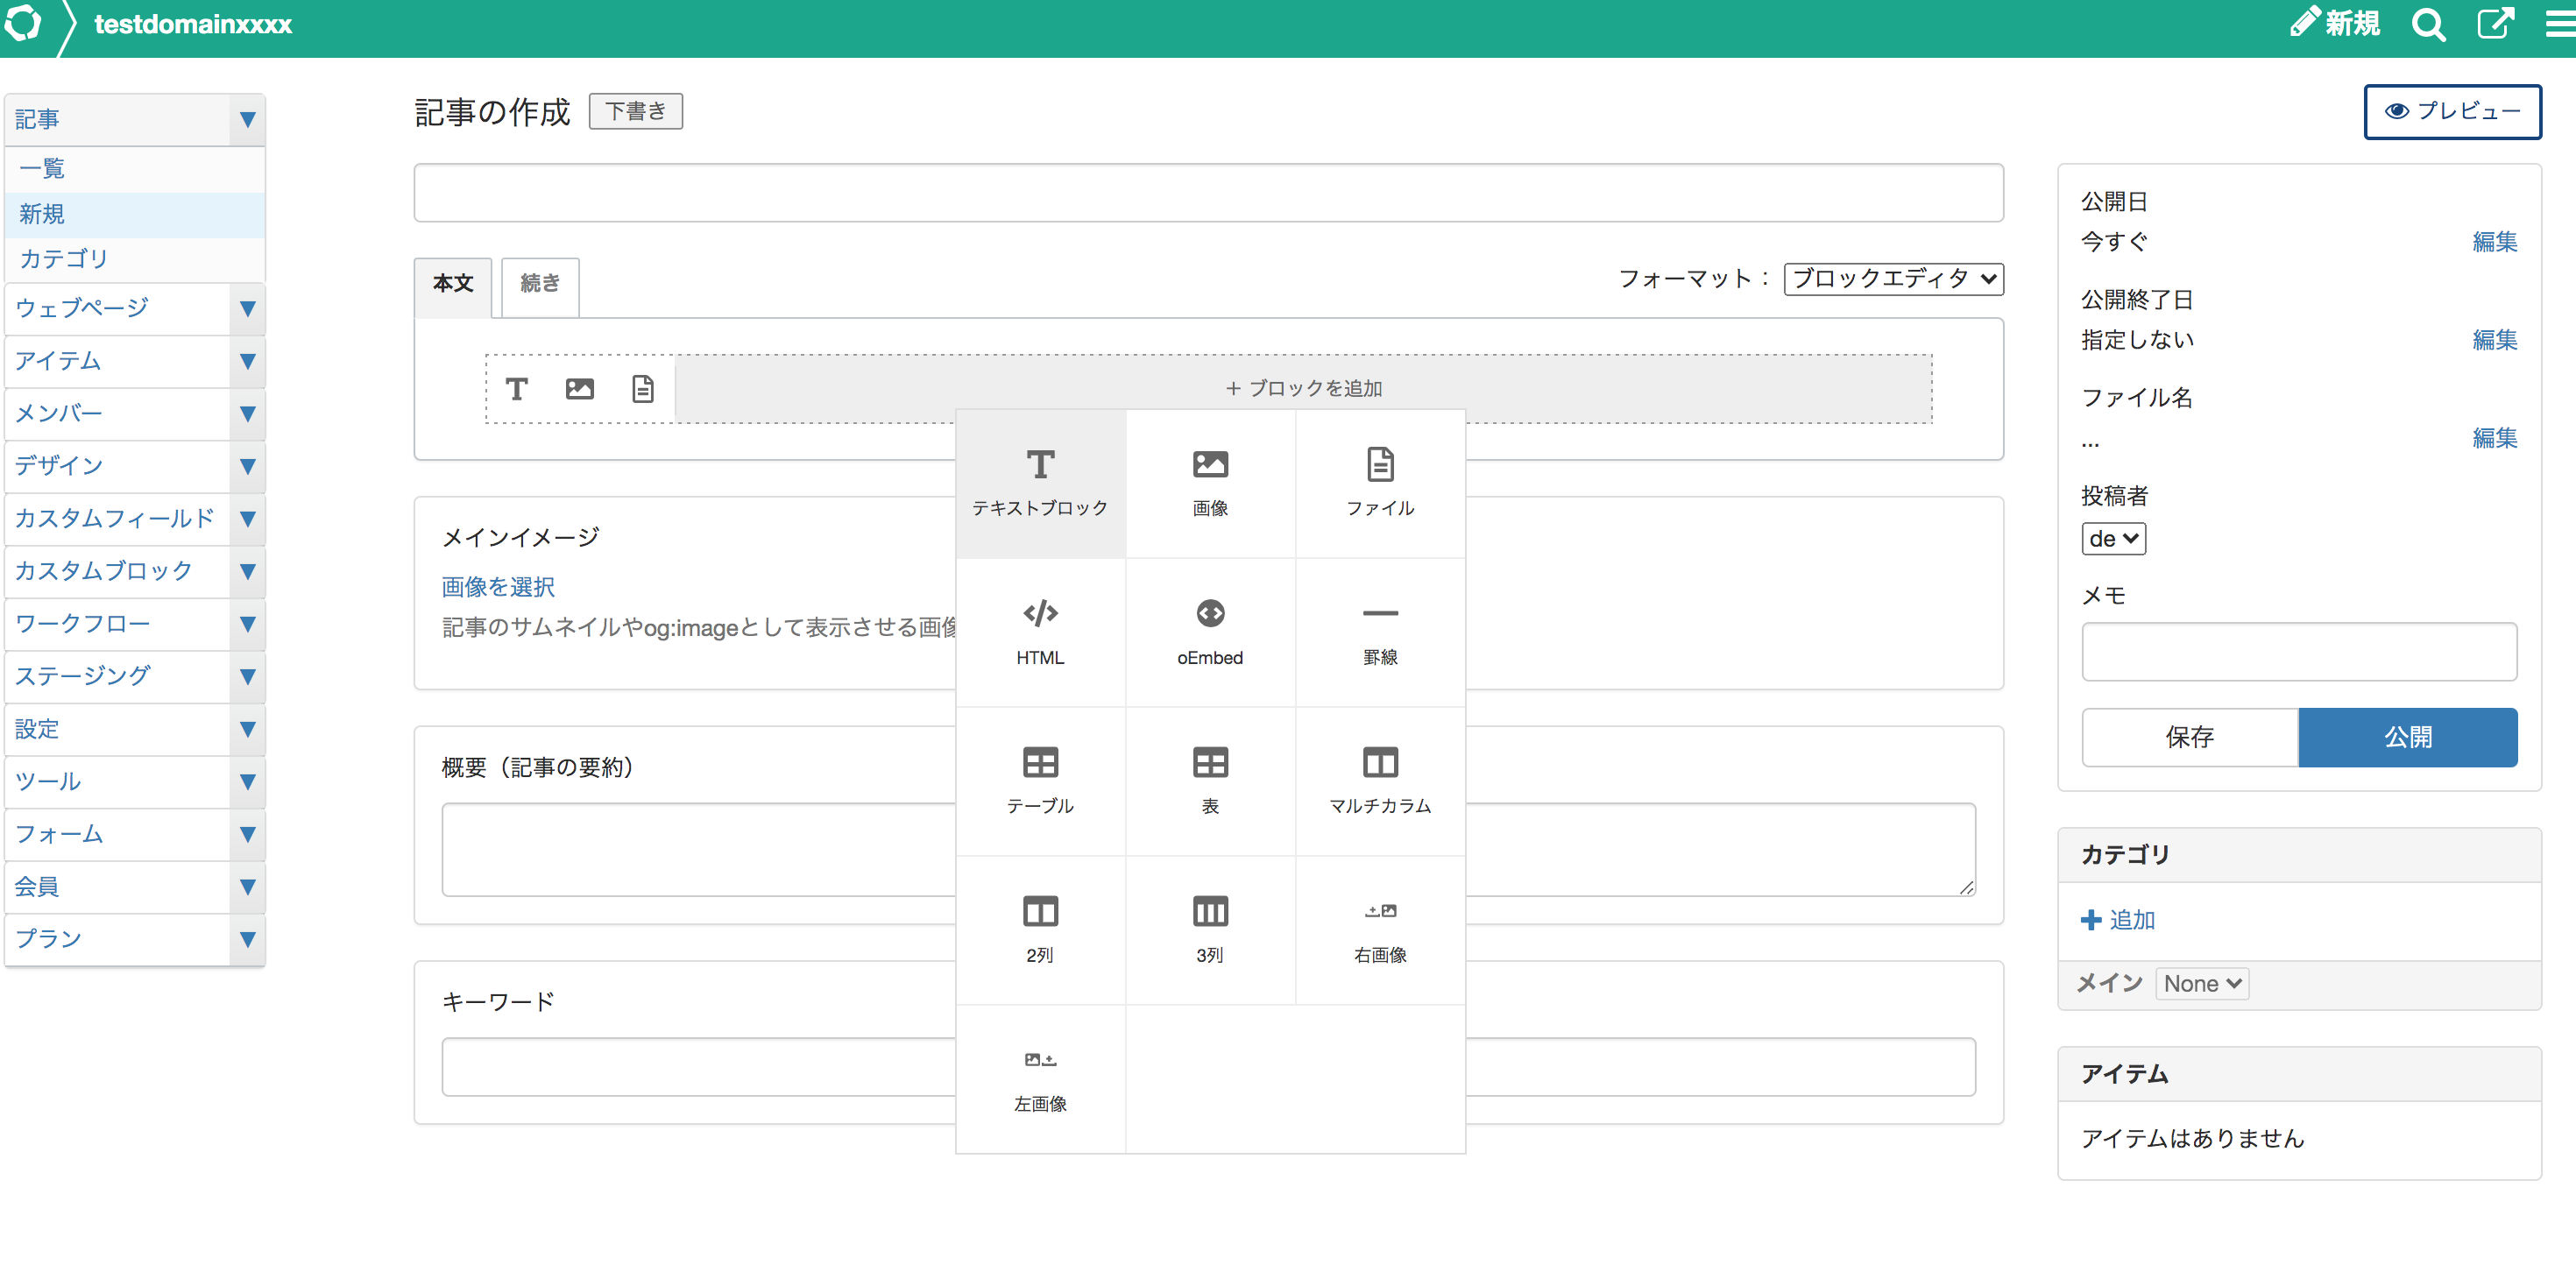 testdomainxxxx
新規
記事
一覧
新規
カテゴリ
ウェブページ
アイテム
メンバー
デザイン
カスタムフィールド
カスタムブロック
ワークフロー
ステージング
設定
ツール
フォーム
会員
プラン
記事の作成 下書き
プレビュー
本文 続き
フォーマット： ブロックエディタ
＋ ブロックを追加
テキストブロック 画像 ファイル
HTML oEmbed 罫線
テーブル 表 マルチカラム
2列 3列 右画像
左画像
メインイメージ
画像を選択
記事のサムネイルやog:imageとして表示させる画像
概要（記事の要約）
キーワード
公開日
今すぐ 編集
公開終了日
指定しない 編集
ファイル名
... 編集
投稿者
de
メモ
保存 公開
カテゴリ
追加
メイン None
アイテム
アイテムはありません